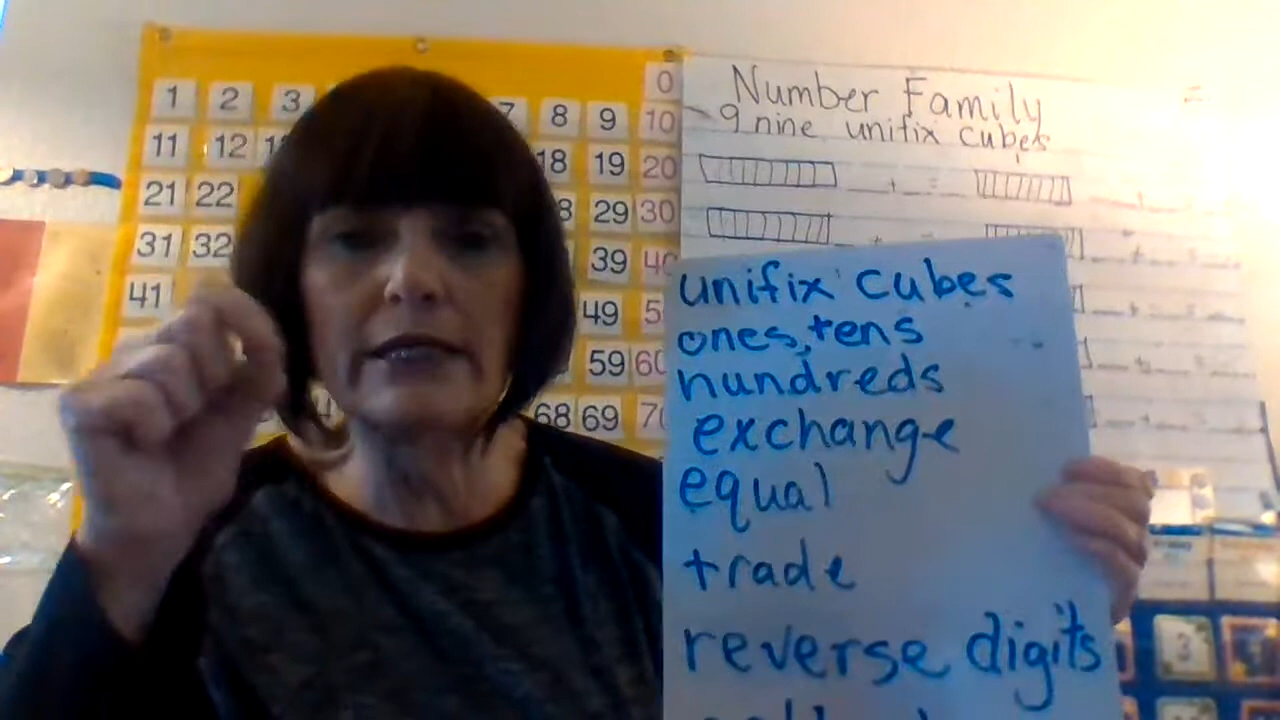 0
1 2 3 7 8 9 10
11 12 18 19 20
21 22 29 30
31 32 39
41 49
59
68 69
Number Family
9 nine unifix cubes
+ =
unifix cubes
ones, tens
hundreds
exchange
equal
trade
reverse digits
3